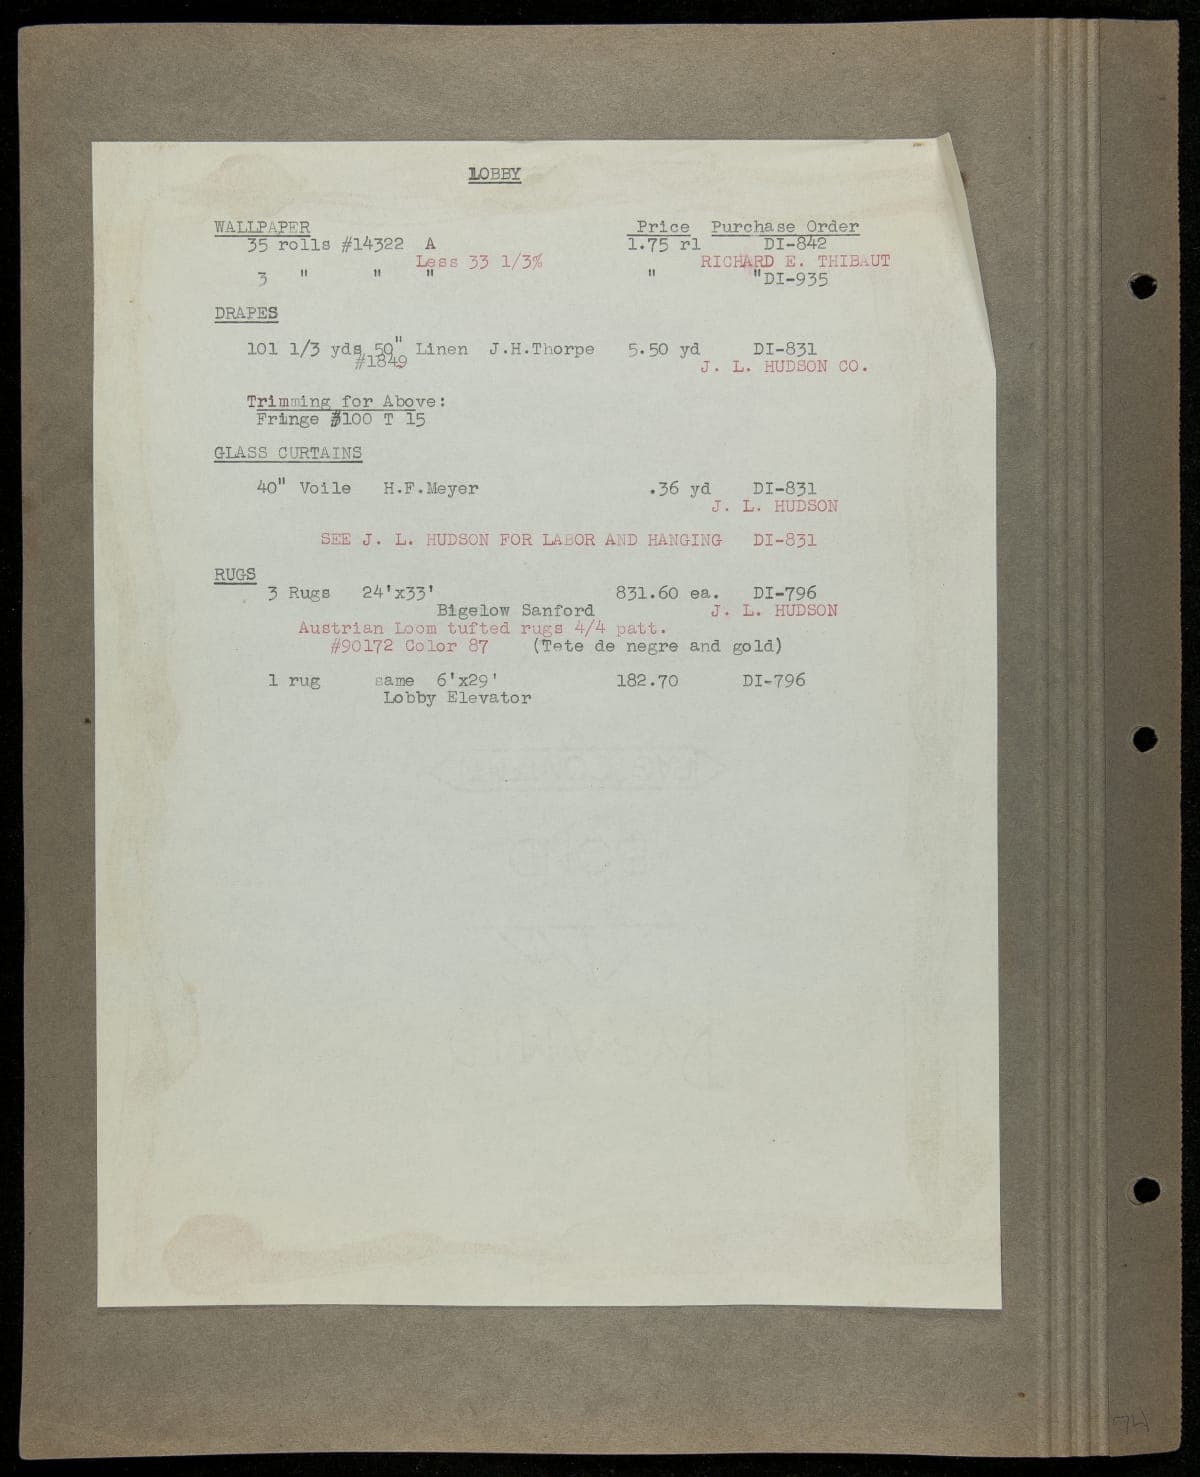 LOBBY
WALLPAPER Price Purchase Order
35 rolls #14322 A 1.75 rl DI-842
Less 33 1/3% RICHARD E. THIBAUT
3 " " " " " DI-935
DRAPES
101 1/3 yds 50" Linen J.H.Thorpe 5.50 yd DI-831
#1849 J. L. HUDSON CO.
Trimming for Above:
Fringe #100 T 15
GLASS CURTAINS
40" Voile H.F.Meyer .36 yd DI-831
J. L. HUDSON
SEE J. L. HUDSON FOR LABOR AND HANGING DI-831
RUGS
3 Rugs 24'x33' 831.60 ea. DI-796
Bigelow Sanford J. L. HUDSON
Austrian Loom tufted rugs 4/4 patt.
#90172 Color 87 (Tete de negre and gold)
1 rug same 6'x29' 182.70 DI-796
Lobby Elevator